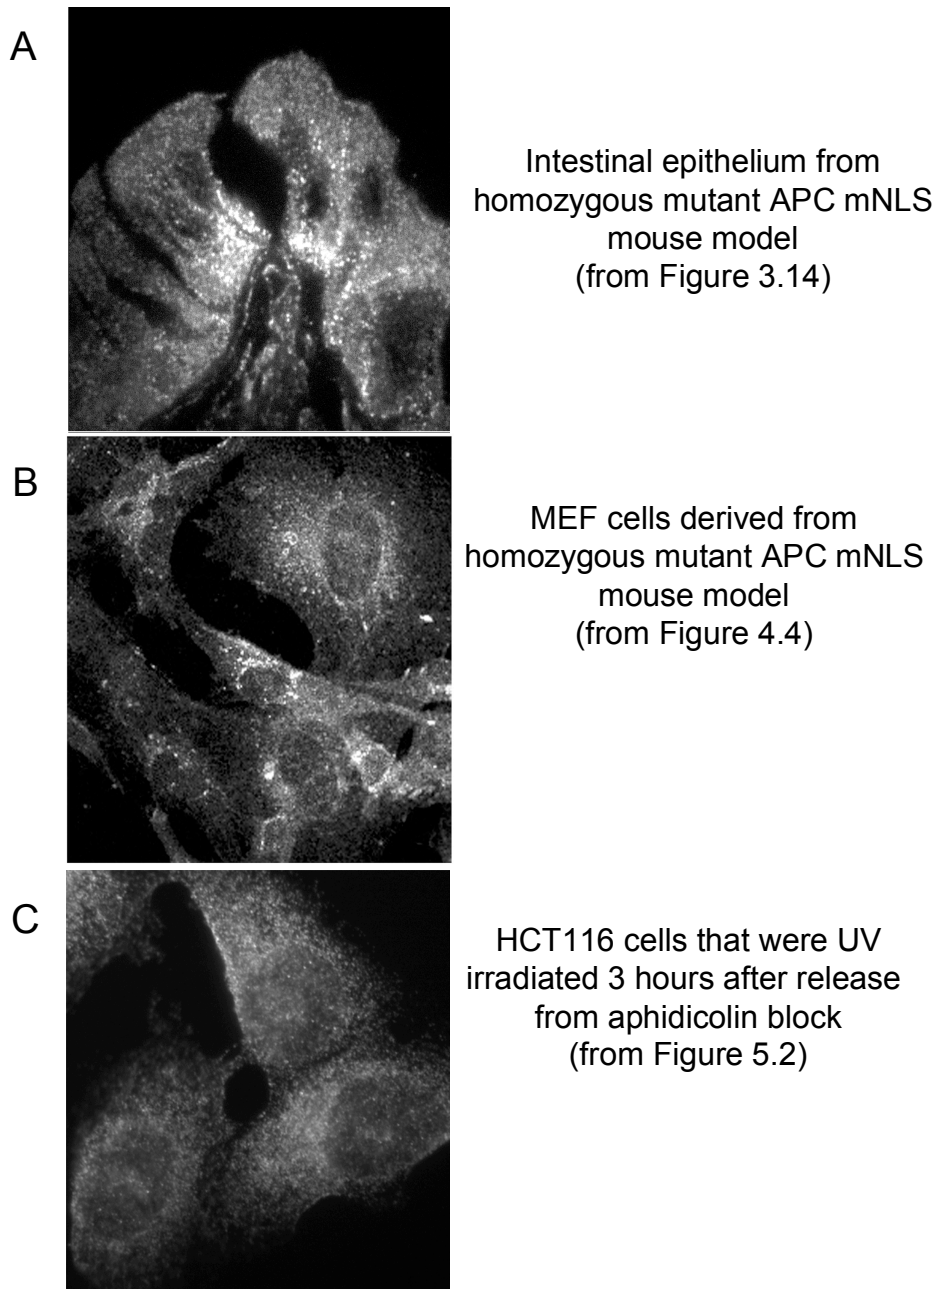 A
Intestinal epithelium from
homozygous mutant APC mNLS
mouse model
(from Figure 3.14)
B
MEF cells derived from
homozygous mutant APC mNLS
mouse model
(from Figure 4.4)
C
HCT116 cells that were UV
irradiated 3 hours after release
from aphidicolin block
(from Figure 5.2)